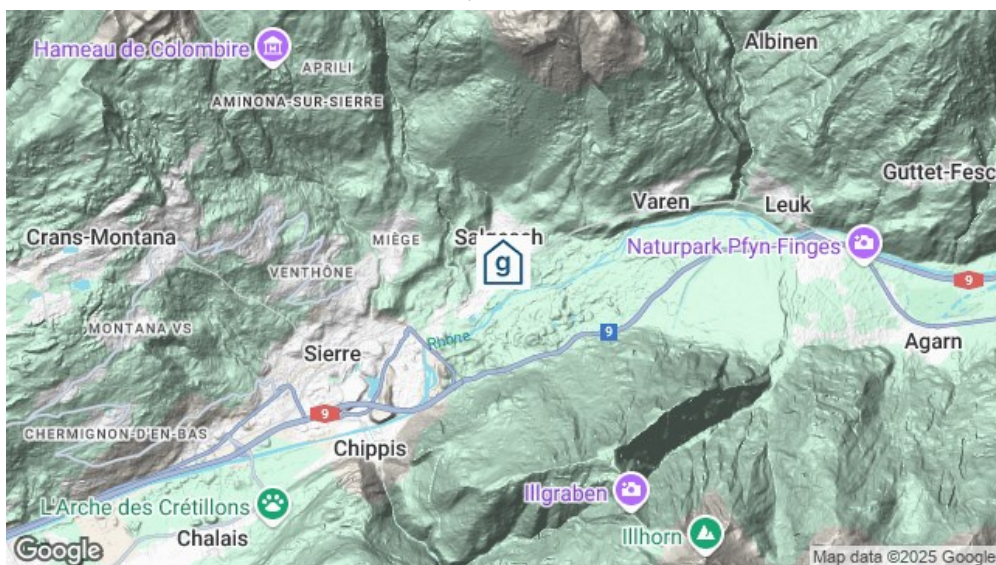 Hameau de Colombire
APRILI
Albinen
AMINONA-SUR-SIERRE
Guttet-Fesc
Varen
Leuk
Crans-Montana
MIÈGE
Salgesch
Naturpark Pfyn-Finges
g
VENTHÔNE
9
MONTANA VS
9
Rhône
Agarn
Sierre
9
CHERMIGNON-D'EN-BAS
Chippis
Illgraben
L'Arche des Crétillons
Illhorn
Chalais
Google
Map data ©2025 Google